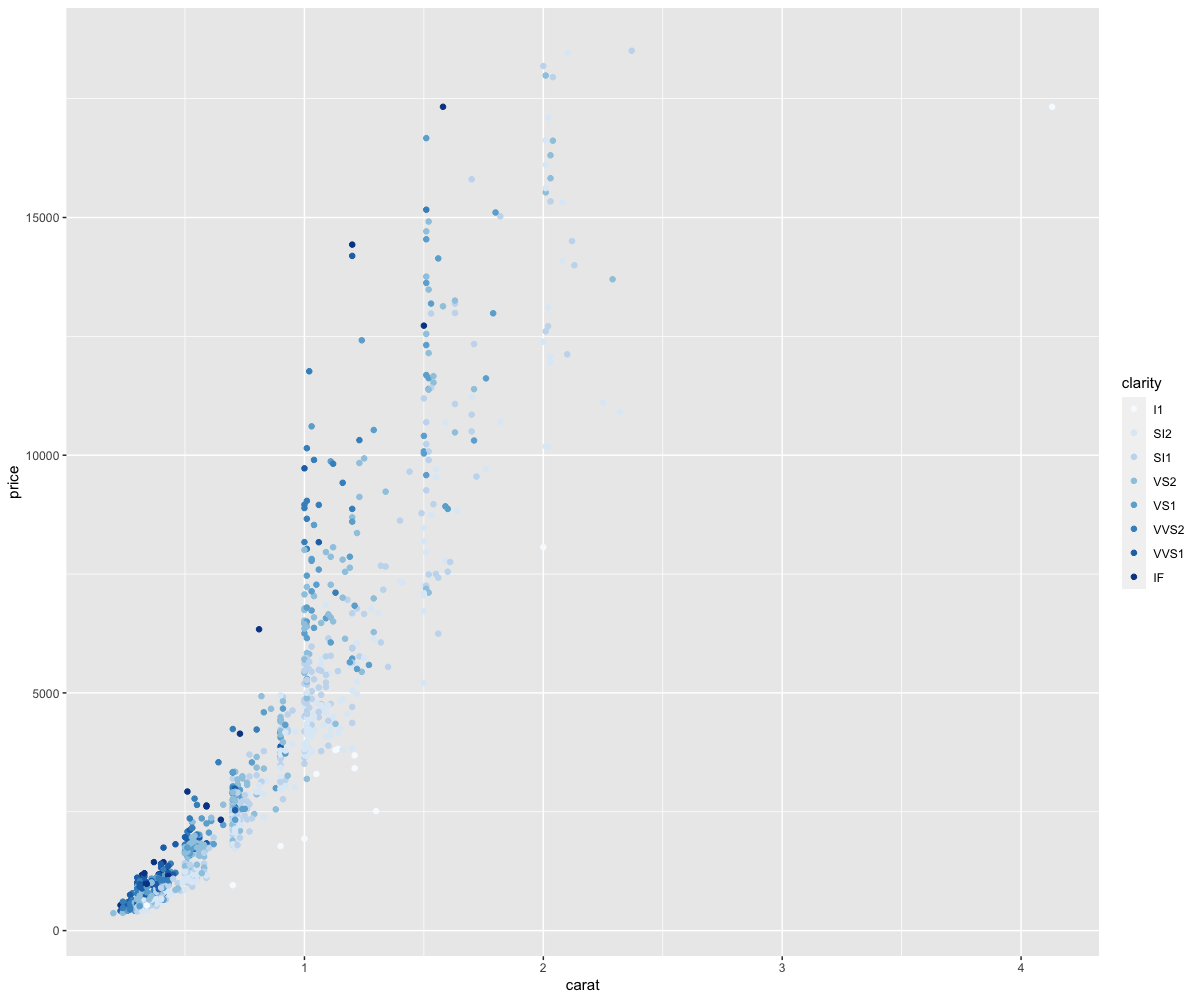 15000
10000
5000
0
price
1 2 3 4
carat
clarity
I1
SI2
SI1
VS2
VS1
VVS2
VVS1
IF